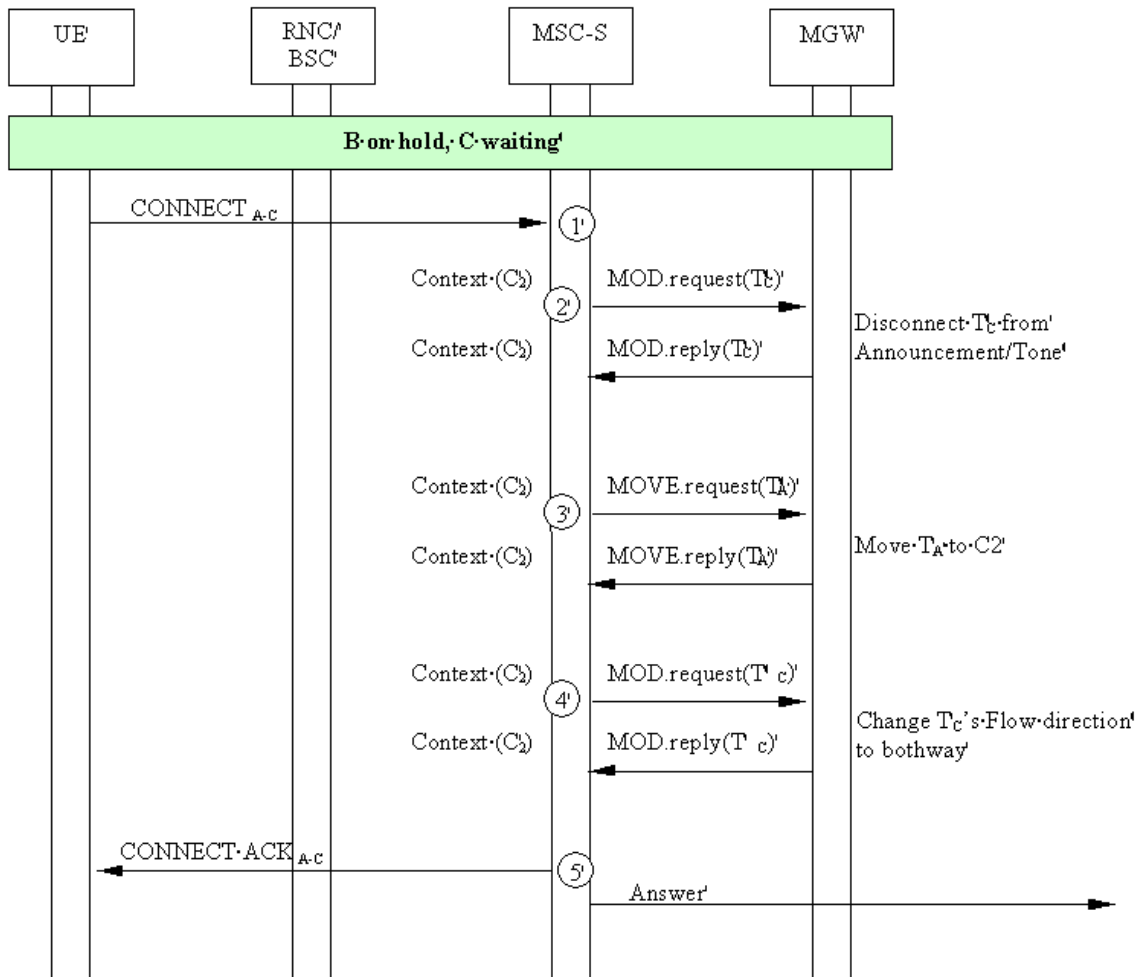 UE
RNC/
BSC
MSC-S
MGW
B on hold, C waiting
CONNECT A-C
1
Context (C2)
MOD.request(TC)
2
Disconnect TC from
Announcement/Tone
Context (C2)
MOD.reply(TC)
Context (C2)
MOVE.request(TA)
3
Move TA to C2
Context (C2)
MOVE.reply(TA)
Context (C2)
MOD.request(T C)
4
Change TC's Flow direction
to bothway
Context (C2)
MOD.reply(T C)
CONNECT ACK A-C
5
Answer